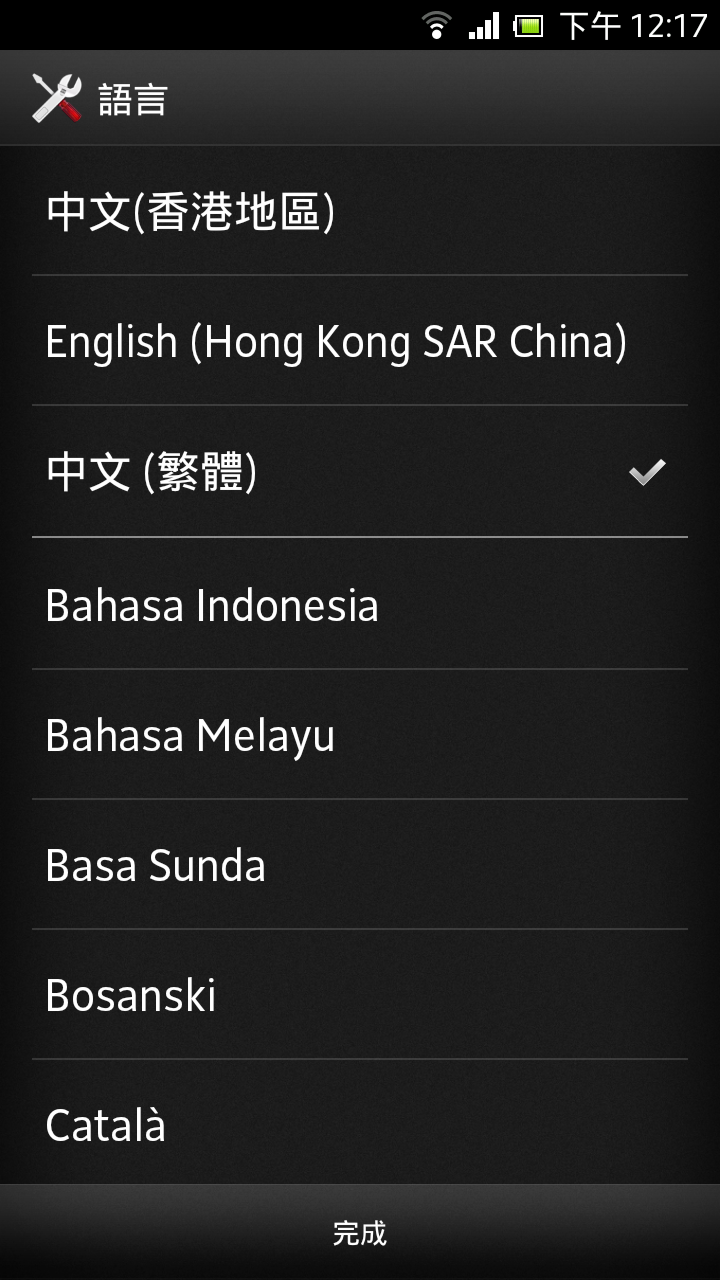 下午 12:17
語言
中文(香港地區)
English (Hong Kong SAR China)
中文 (繁體)
Bahasa Indonesia
Bahasa Melayu
Basa Sunda
Bosanski
Català
完成